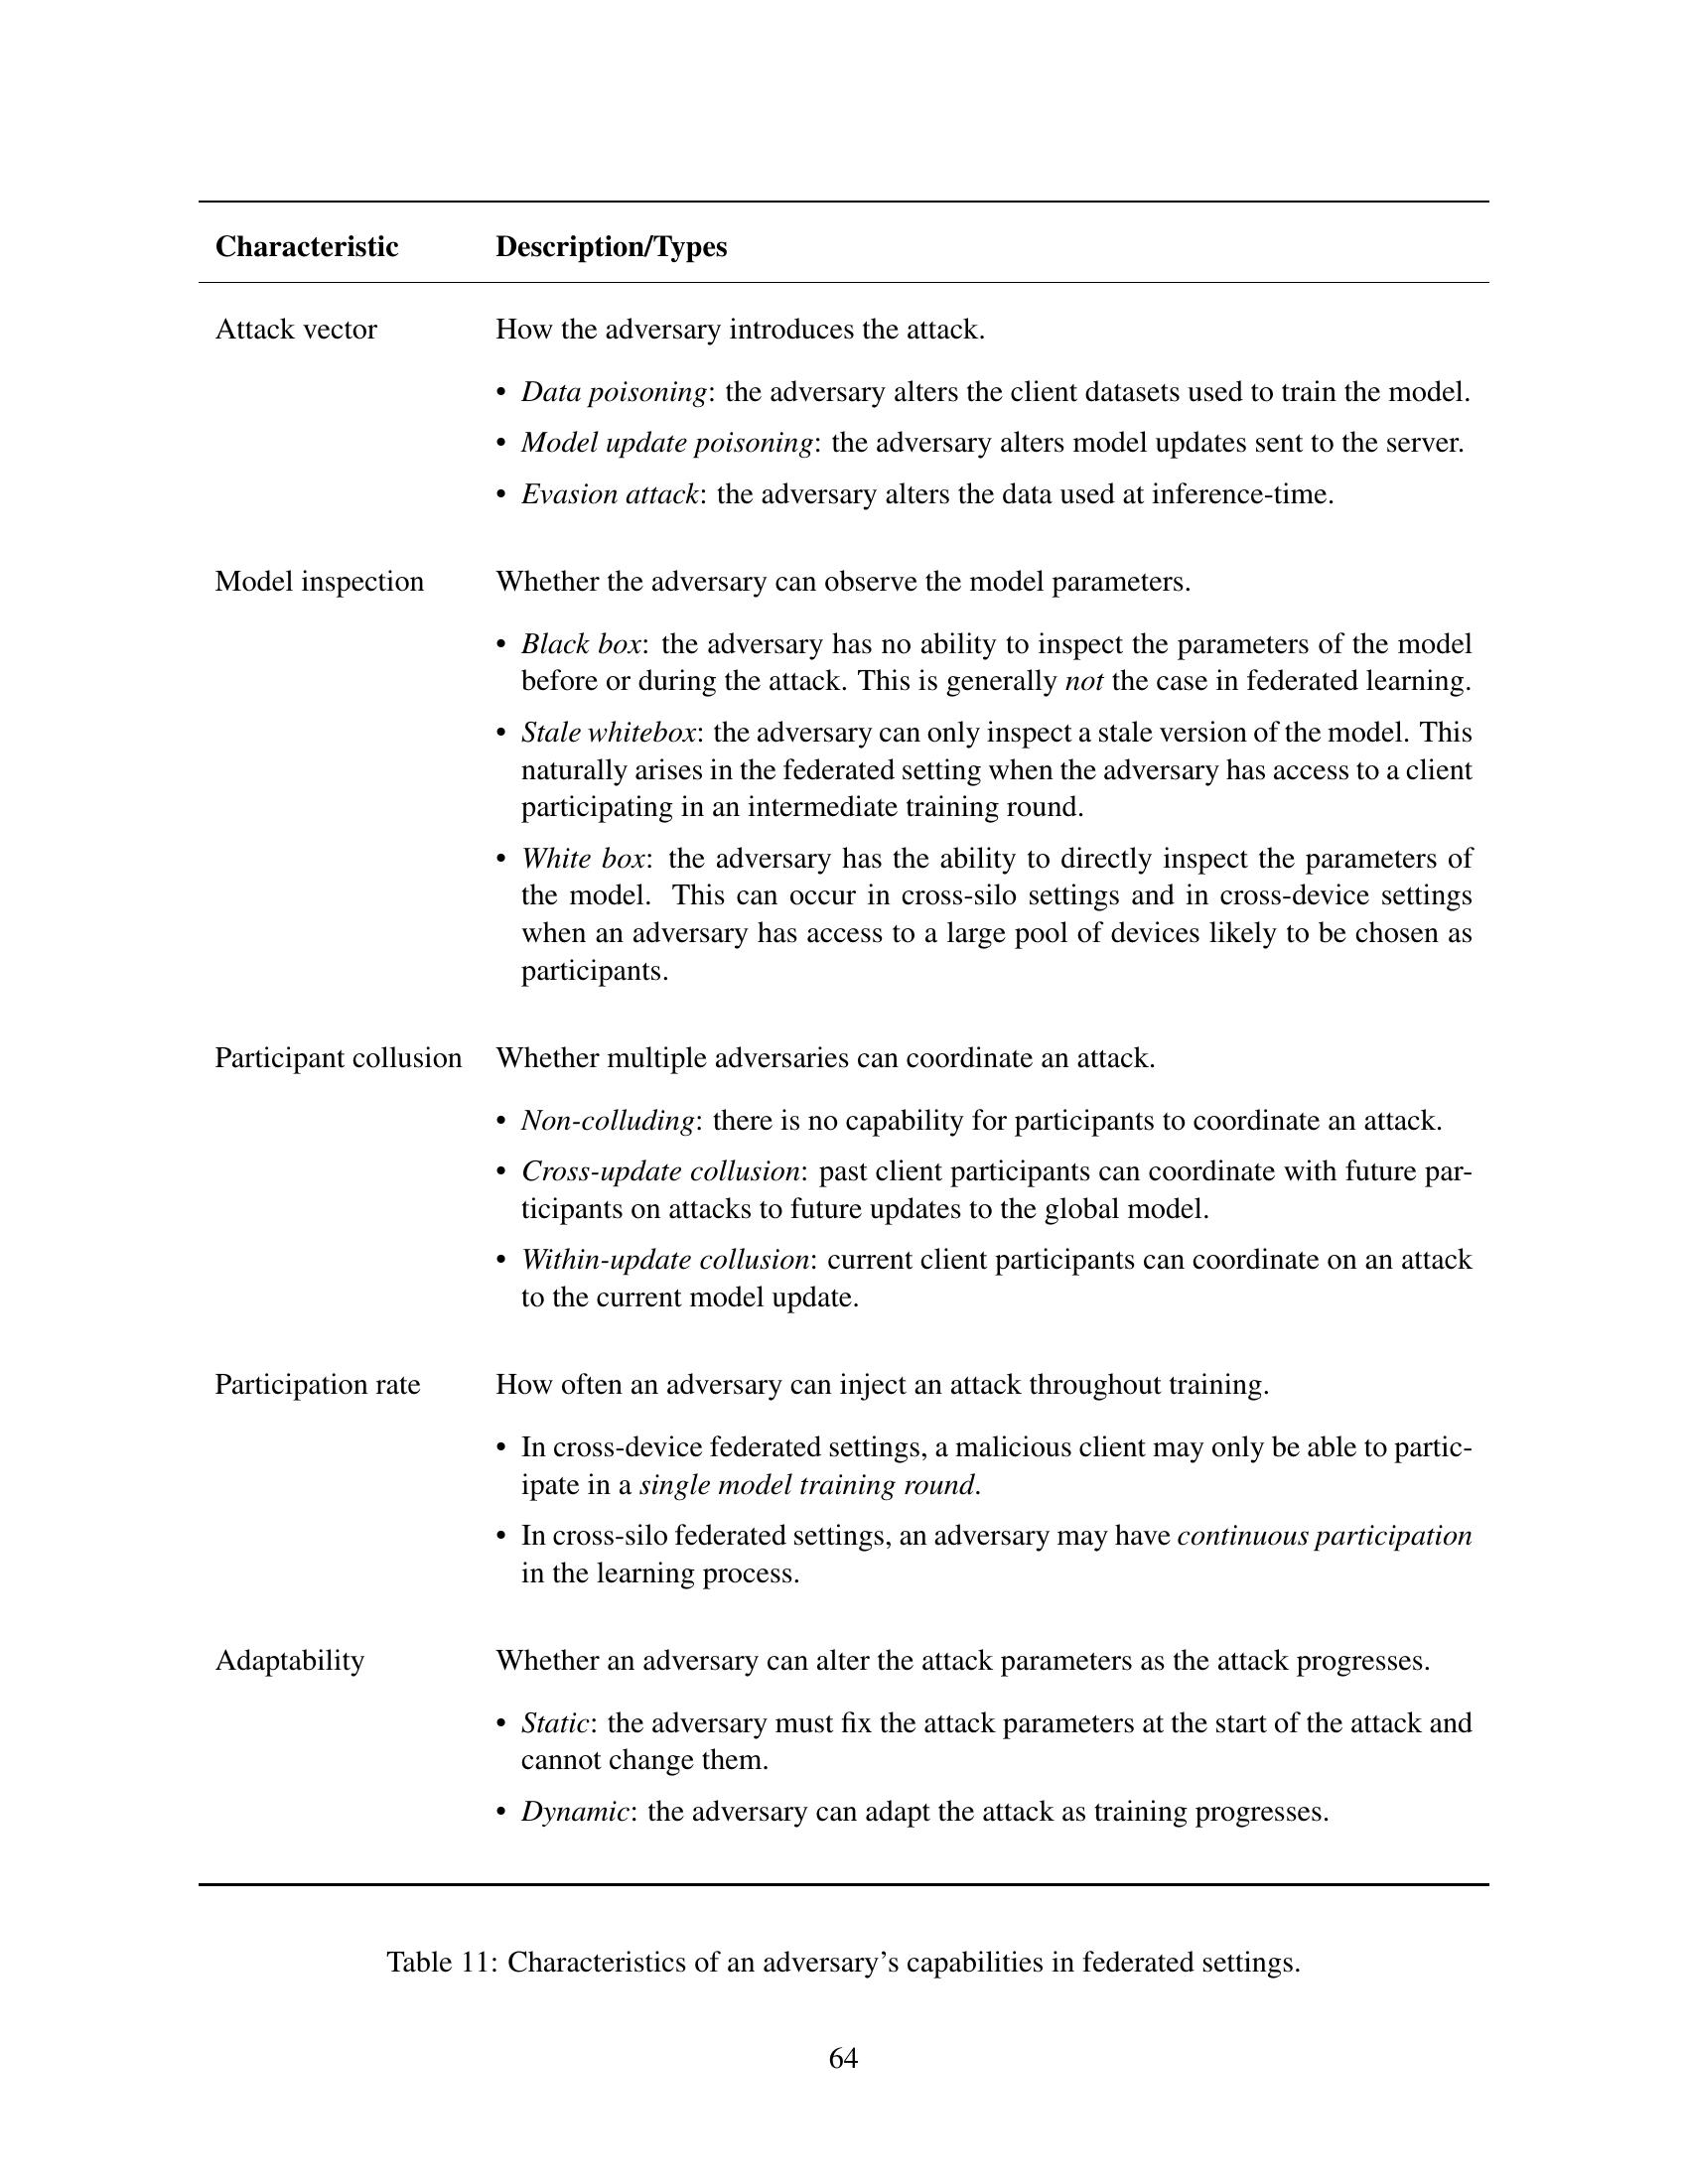 Characteristic Description/Types
Attack vector How the adversary introduces the attack.
• Data poisoning: the adversary alters the client datasets used to train the model.
• Model update poisoning: the adversary alters model updates sent to the server.
• Evasion attack: the adversary alters the data used at inference-time.
Model inspection Whether the adversary can observe the model parameters.
• Black box: the adversary has no ability to inspect the parameters of the model
before or during the attack. This is generally not the case in federated learning.
• Stale whitebox: the adversary can only inspect a stale version of the model. This
naturally arises in the federated setting when the adversary has access to a client
participating in an intermediate training round.
• White box: the adversary has the ability to directly inspect the parameters of
the model. This can occur in cross-silo settings and in cross-device settings
when an adversary has access to a large pool of devices likely to be chosen as
participants.
Participant collusion Whether multiple adversaries can coordinate an attack.
• Non-colluding: there is no capability for participants to coordinate an attack.
• Cross-update collusion: past client participants can coordinate with future par-
ticipants on attacks to future updates to the global model.
• Within-update collusion: current client participants can coordinate on an attack
to the current model update.
Participation rate How often an adversary can inject an attack throughout training.
• In cross-device federated settings, a malicious client may only be able to partic-
ipate in a single model training round.
• In cross-silo federated settings, an adversary may have continuous participation
in the learning process.
Adaptability Whether an adversary can alter the attack parameters as the attack progresses.
• Static: the adversary must fix the attack parameters at the start of the attack and
cannot change them.
• Dynamic: the adversary can adapt the attack as training progresses.
Table 11: Characteristics of an adversary's capabilities in federated settings.
64